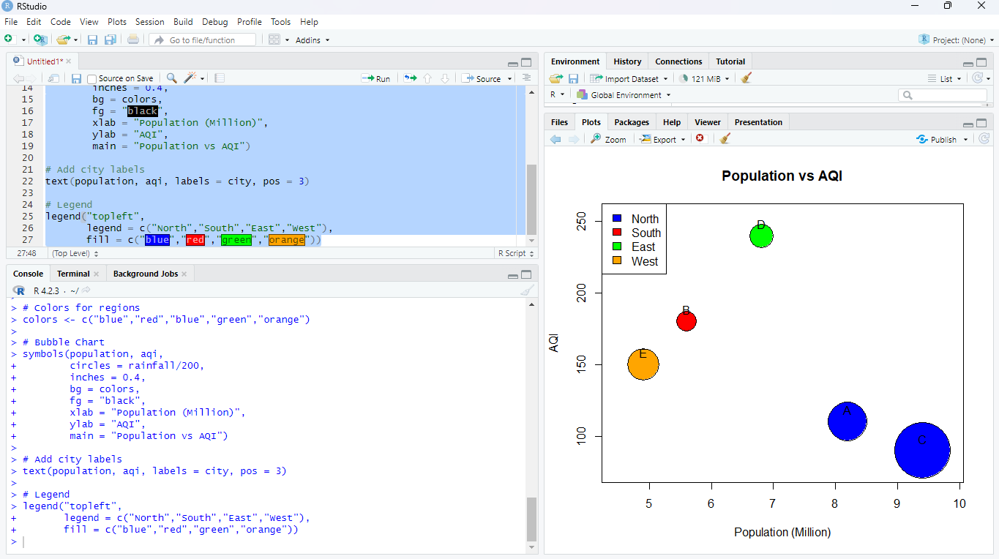 RStudio
File Edit Code View Plots Session Build Debug Profile Tools Help
Go to file/function Addins Project: (None)
Untitled1*
Source on Save Run Source
14 inches = 0.4,
15 bg = colors,
16 fg = "black",
17 xlab = "Population (Million)",
18 ylab = "AQI",
19 main = "Population vs AQI")
20
21 # Add city labels
22 text(population, aqi, labels = city, pos = 3)
23
24 # Legend
25 legend("topleft",
26 legend = c("North","South","East","West"),
27 fill = c("blue","red","green","orange"))
27:48 (Top Level) R Script
Console Terminal Background Jobs
R 4.2.3 · ~/
> # Colors for regions
> colors <- c("blue","red","blue","green","orange")
>
> # Bubble Chart
> symbols(population, aqi,
+ circles = rainfall/200,
+ inches = 0.4,
+ bg = colors,
+ fg = "black",
+ xlab = "Population (Million)",
+ ylab = "AQI",
+ main = "Population vs AQI")
>
> # Add city labels
> text(population, aqi, labels = city, pos = 3)
>
> # Legend
> legend("topleft",
+ legend = c("North","South","East","West"),
+ fill = c("blue","red","green","orange"))
>
Environment History Connections Tutorial
Import Dataset 121 MiB List
R Global Environment
Files Plots Packages Help Viewer Presentation
Zoom Export Publish
Population vs AQI
North
South
East
West
D
B
E
A
C
AQI
250
200
150
100
5 6 7 8 9 10
Population (Million)